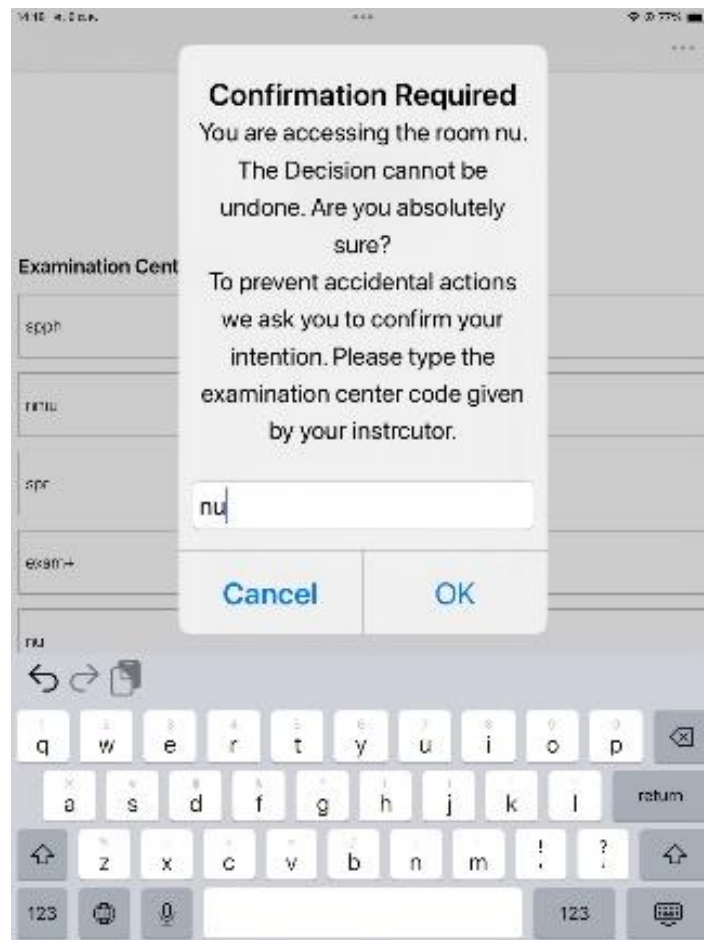 77%
Confirmation Required
You are accessing the room nu.
The Decision cannot be
undone. Are you absolutely
sure?
To prevent accidental actions
we ask you to confirm your
intention. Please type the
examination center code given
by your instrcutor.
nu
Cancel OK
Examination Cent
spph
nmu
spr
exam+
nu
q w e r t y u i o p
a s d f g h j k l return
z x c v b n m ! . ? .
123 123